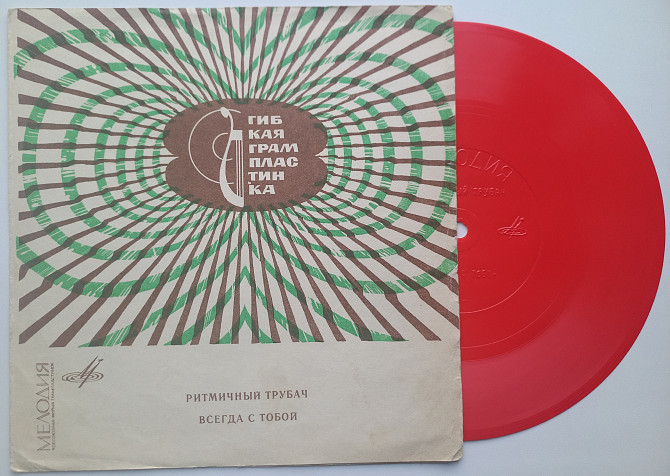 ГИБ
КАЯ
ГРАМ
ПЛАС
ТИН
КА
МЕЛОДИЯ
РИТМИЧНЫЙ ТРУБАЧ
ВСЕГДА С ТОБОЙ